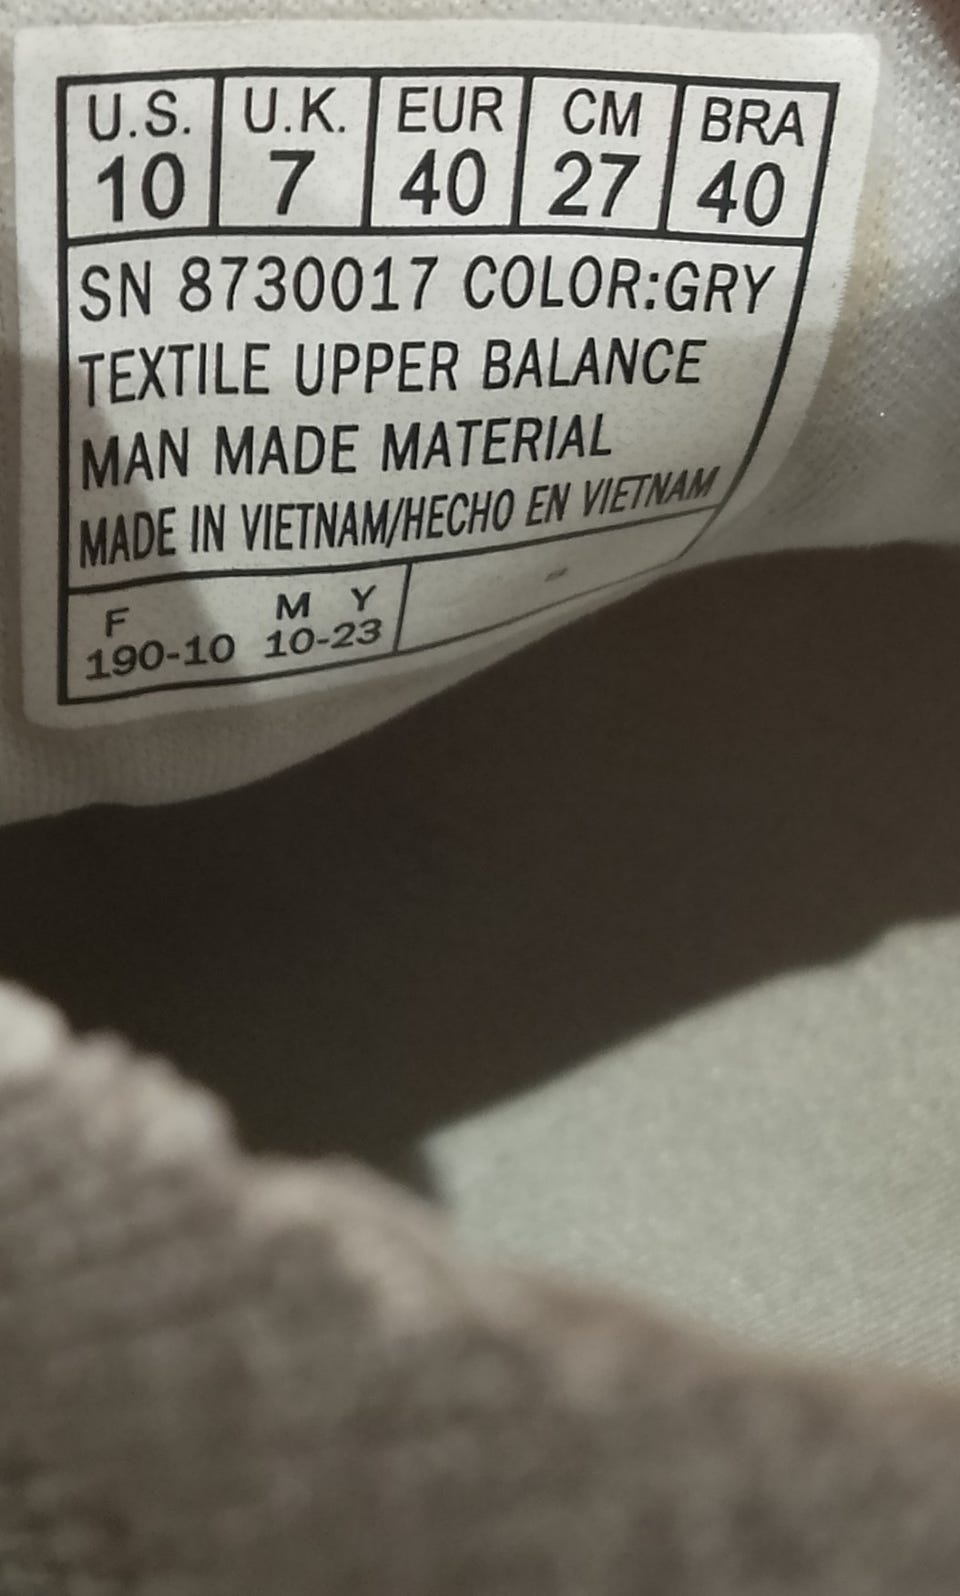 U.S. U.K. EUR CM BRA
10 7 40 27 40
SN 8730017 COLOR:GRY
TEXTILE UPPER BALANCE
MAN MADE MATERIAL
MADE IN VIETNAM/HECHO EN VIETNAM
F M Y
190-10 10-23